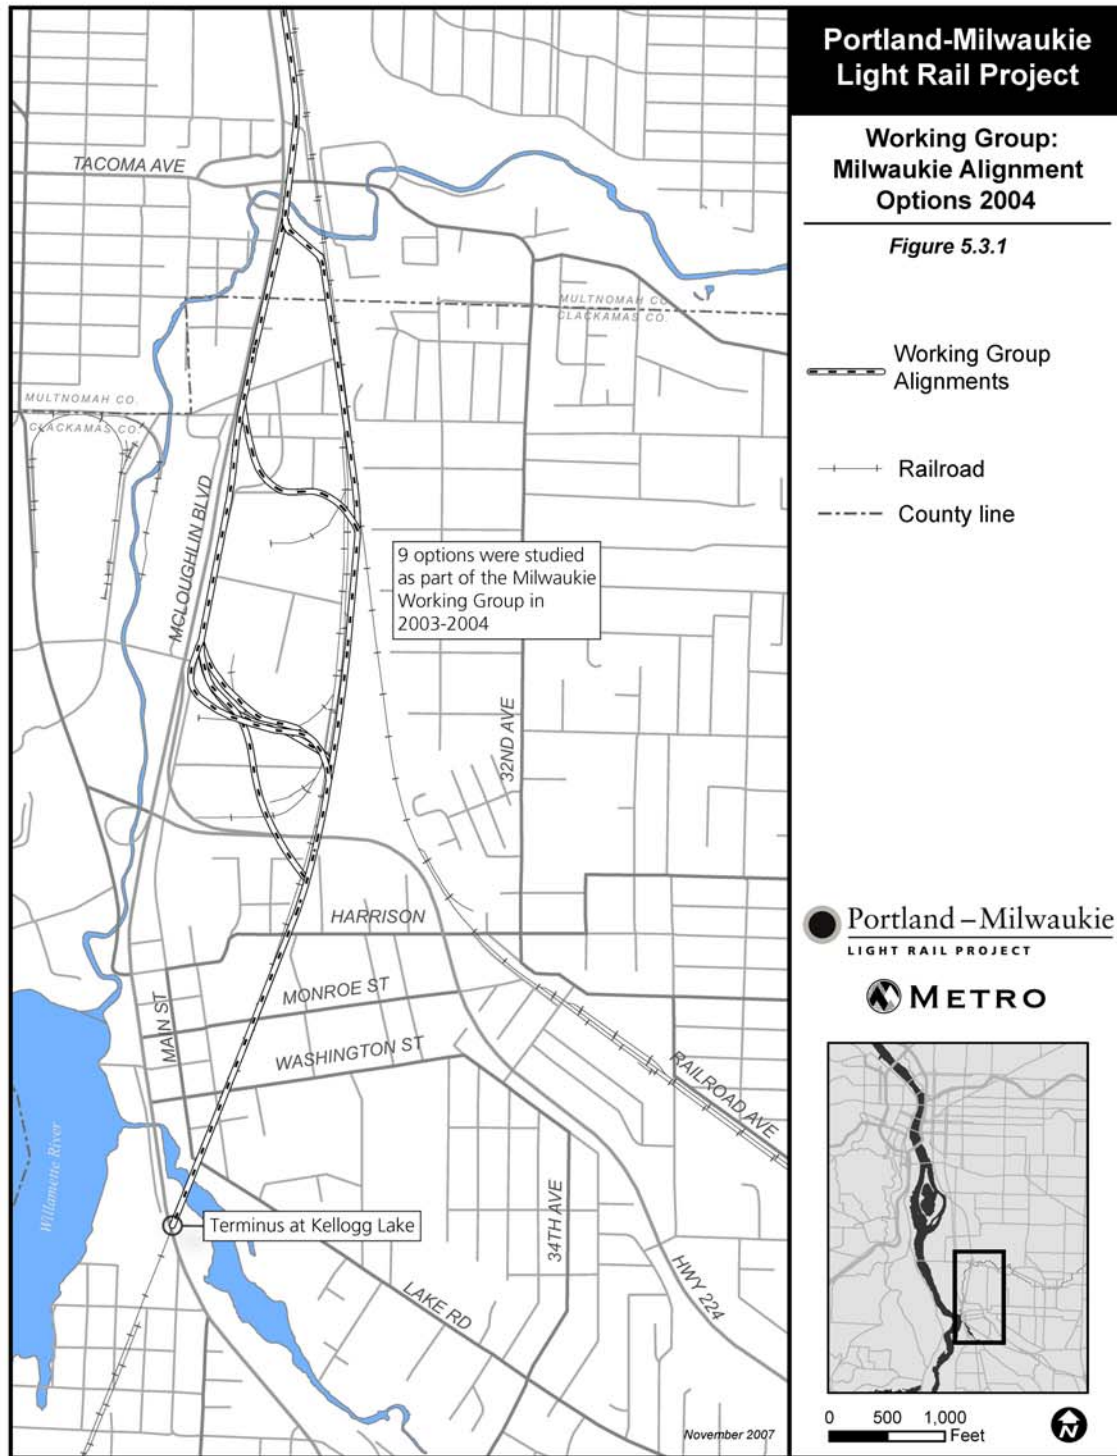 Portland-Milwaukie
Light Rail Project
Working Group:
Milwaukie Alignment
Options 2004
Figure 5.3.1
Working Group
Alignments
Railroad
County line
TACOMA AVE
MULTNOMAH CO.
CLACKAMAS CO.
MULTNOMAH CO.
CLACKAMAS CO.
MCLOUGHLIN BLVD
9 options were studied
as part of the Milwaukie
Working Group in
2003-2004
32ND AVE
HARRISON
MONROE ST
MAIN ST
WASHINGTON ST
RAILROAD AVE
Willamette River
Terminus at Kellogg Lake
34TH AVE
HWY 224
LAKE RD
November 2007
Portland–Milwaukie
LIGHT RAIL PROJECT
METRO
0 500 1,000
Feet
N